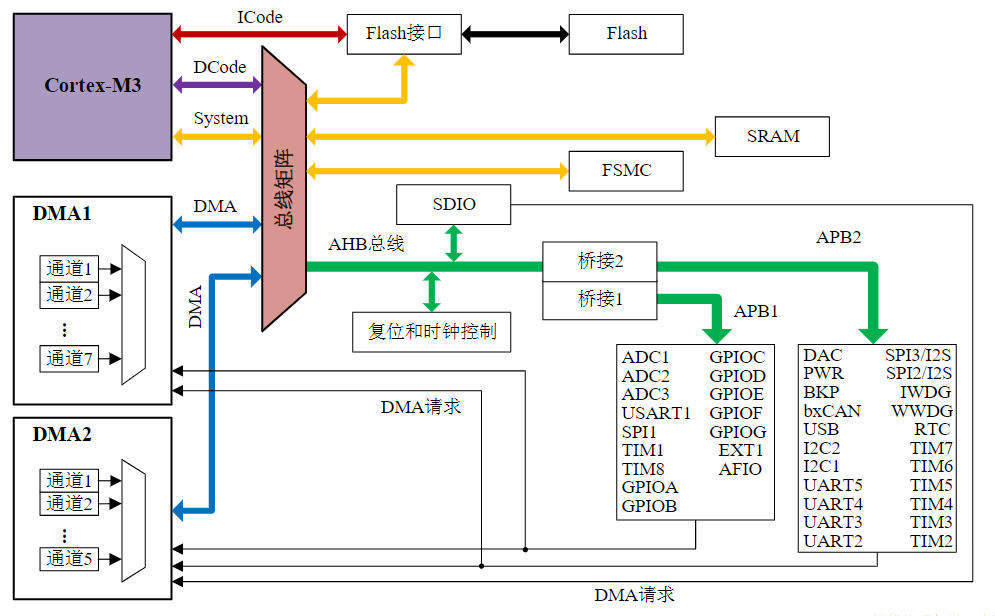 ICode
Flash接口
Flash
Cortex-M3
DCode
System
SRAM
FSMC
总线矩阵
DMA1
DMA
SDIO
AHB总线
APB2
通道1
通道2
⋮
通道7
DMA
桥接2
桥接1
APB1
复位和时钟控制
DMA请求
ADC1 GPIOC
ADC2 GPIOD
ADC3 GPIOE
USART1 GPIOF
SPI1 GPIOG
TIM1 EXT1
TIM8 AFIO
GPIOA
GPIOB
DAC SPI3/I2S
PWR SPI2/I2S
BKP IWDG
bxCAN WWDG
USB RTC
I2C2 TIM7
I2C1 TIM6
UART5 TIM5
UART4 TIM4
UART3 TIM3
UART2 TIM2
DMA2
通道1
通道2
⋮
通道5
DMA请求